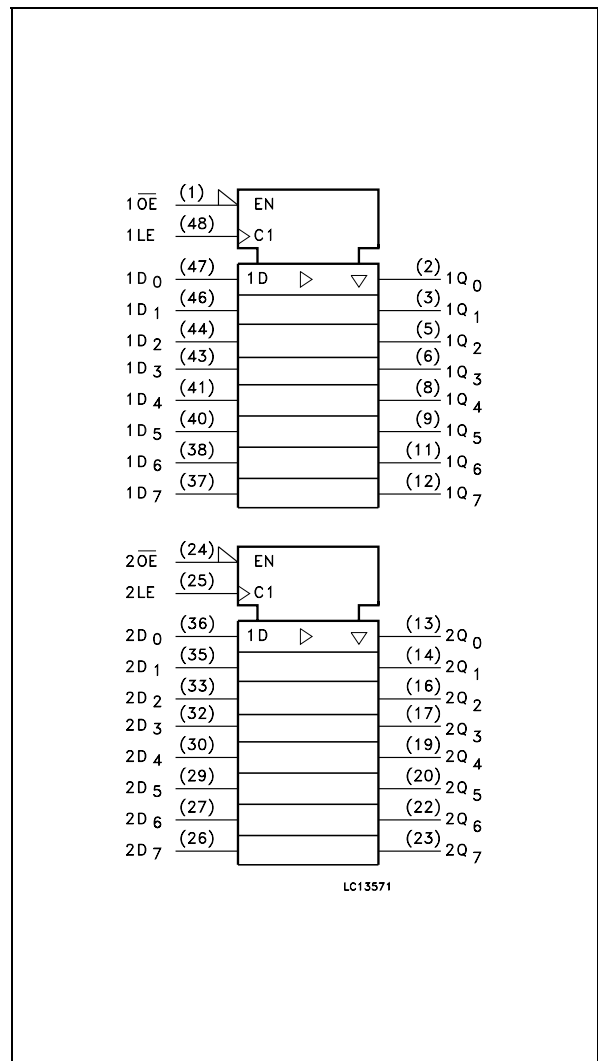 1O̅E̅ (1) EN
1LE (48) C1
1D0 (47) 1D (2) 1Q0
1D1 (46) (3) 1Q1
1D2 (44) (5) 1Q2
1D3 (43) (6) 1Q3
1D4 (41) (8) 1Q4
1D5 (40) (9) 1Q5
1D6 (38) (11) 1Q6
1D7 (37) (12) 1Q7
2O̅E̅ (24) EN
2LE (25) C1
2D0 (36) 1D (13) 2Q0
2D1 (35) (14) 2Q1
2D2 (33) (16) 2Q2
2D3 (32) (17) 2Q3
2D4 (30) (19) 2Q4
2D5 (29) (20) 2Q5
2D6 (27) (22) 2Q6
2D7 (26) (23) 2Q7
LC13571